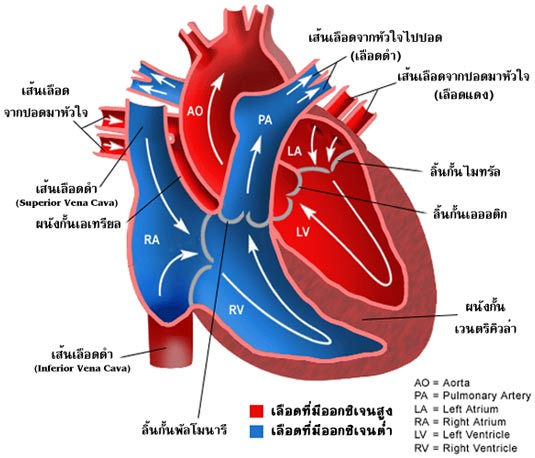 เส้นเลือดจากหัวใจไปปอด
(เลือดดำ)
เส้นเลือดจากปอดมาหัวใจ
(เลือดแดง)
เส้นเลือด
จากปอดมาหัวใจ
AO
PA
LA
ลิ้นกั้นไมทรัล
เส้นเลือดดำ
(Superior Vena Cava)
ลิ้นกั้นเอออติก
ผนังกั้นเอเทรียล
RA
LV
RV
ผนังกั้น
เวนตริคิวล่า
เส้นเลือดดำ
(Inferior Vena Cava)
ลิ้นกั้นพัลโมนารี
เลือดที่มีออกซิเจนสูง
เลือดที่มีออกซิเจนต่ำ
AO = Aorta
PA = Pulmonary Artery
LA = Left Atrium
RA = Right Atrium
LV = Left Ventricle
RV = Right Ventricle